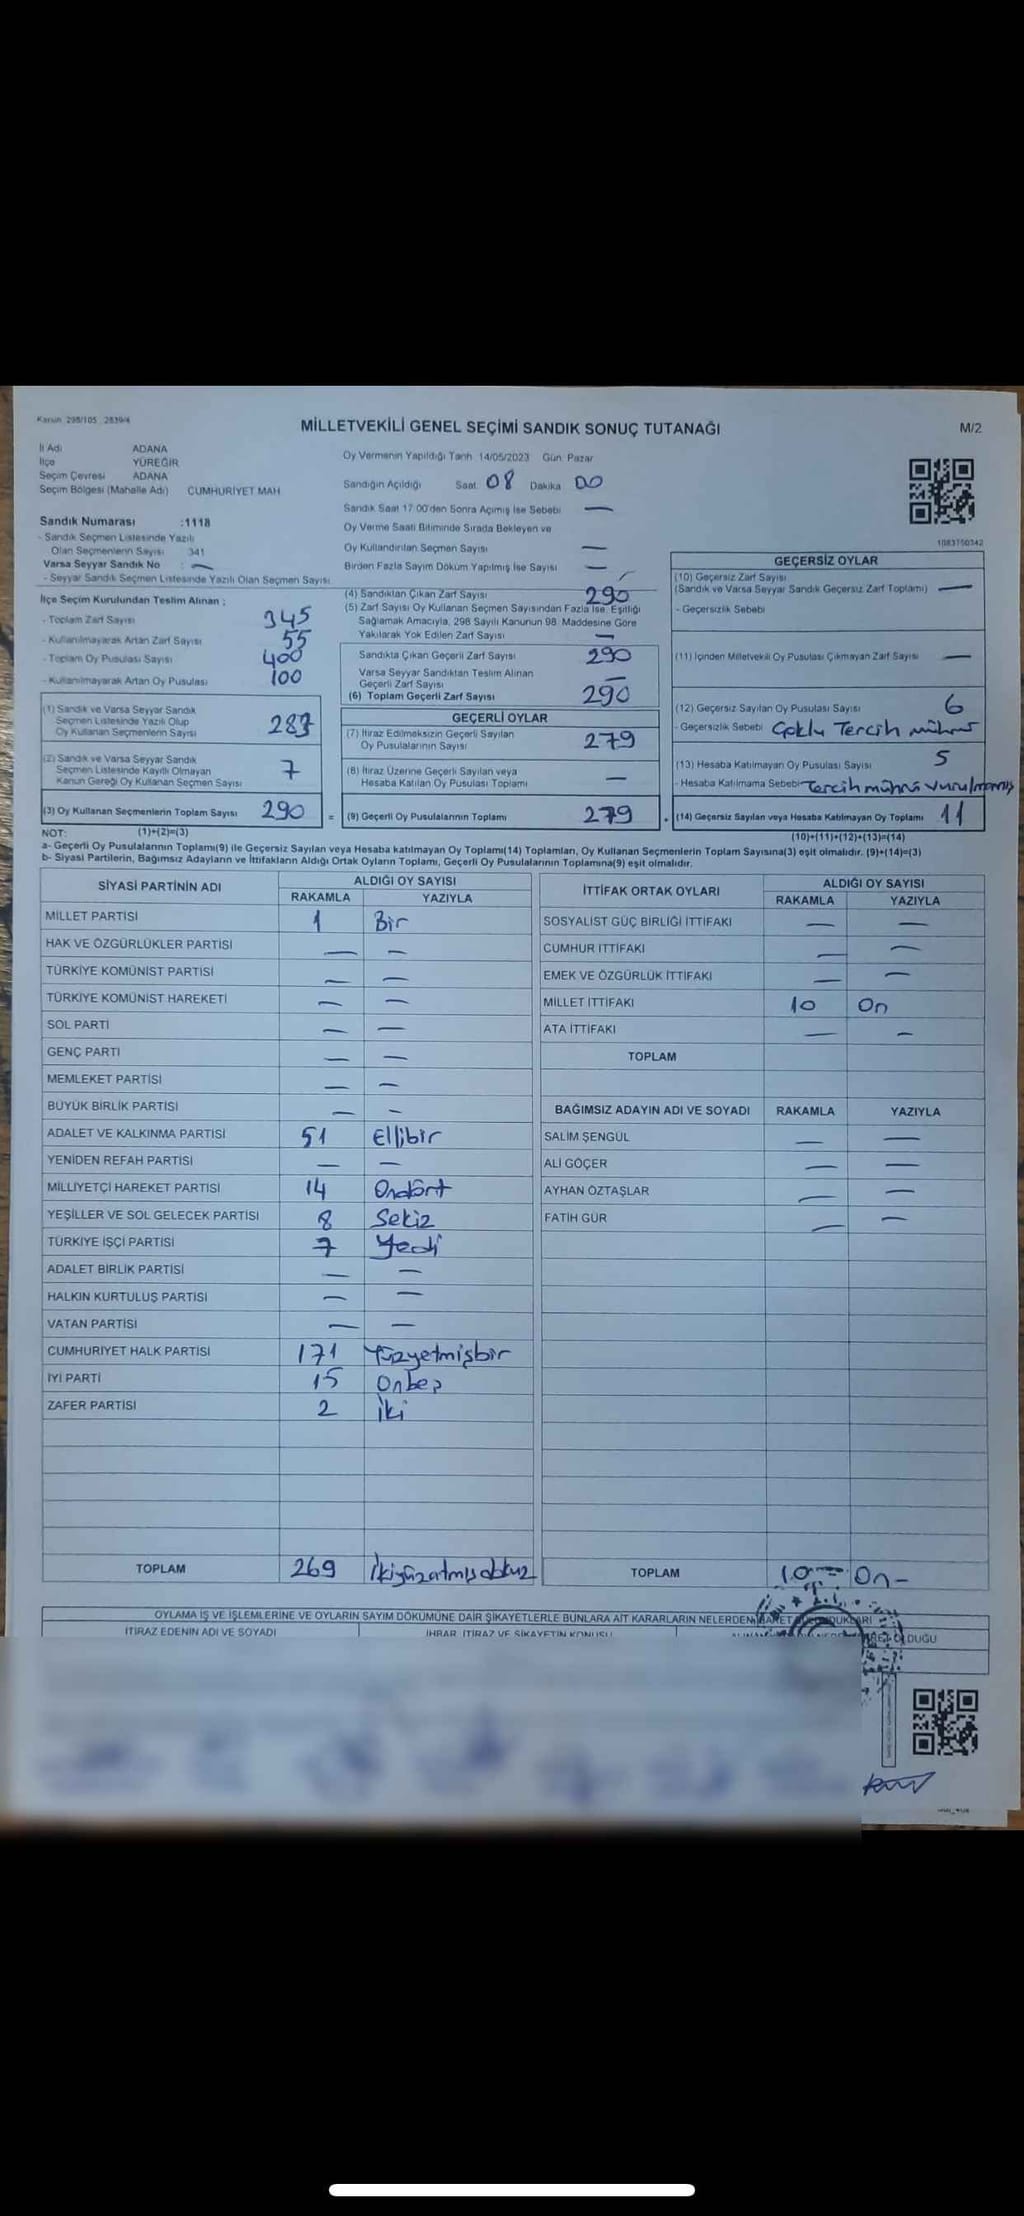 Kanun 298/105 2839/4
MİLLETVEKİLİ GENEL SEÇİMİ SANDIK SONUÇ TUTANAĞI
M/2
İl Adı ADANA
İlçe YÜREĞİR
Seçim Çevresi ADANA
Seçim Bölgesi (Mahalle Adı) CUMHURİYET MAH
Sandık Numarası :1118
- Sandık Seçmen Listesinde Yazılı
Olan Seçmenlerin Sayısı 341
Varsa Seyyar Sandık No : —
- Seyyar Sandık Seçmen Listesinde Yazılı Olan Seçmen Sayısı
Oy Vermenin Yapıldığı Tarih 14/05/2023 Gün: Pazar
Sandığın Açıldığı Saat: 08 Dakika 00
Sandık Saat 17:00'den Sonra Açımış İse Sebebi —
Oy Verme Saati Bitiminde Sırada Bekleyen ve
Oy Kullandırılan Seçmen Sayısı —
Birden Fazla Sayım Döküm Yapılmış İse Sayısı —
1083750342
İlçe Seçim Kurulundan Teslim Alınan ;
- Toplam Zarf Sayısı 345
- Kullanılmayarak Artan Zarf Sayısı 55
- Toplam Oy Pusulası Sayısı 400
- Kullanılmayarak Artan Oy Pusulası 100
(1) Sandık ve Varsa Seyyar Sandık
Seçmen Listesinde Yazılı Olup
Oy Kullanan Seçmenlerin Sayısı 283
(2) Sandık ve Varsa Seyyar Sandık
Seçmen Listesinde Kayıtlı Olmayan
Kanun Gereği Oy Kullanan Seçmen Sayısı 7
(3) Oy Kullanan Seçmenlerin Toplam Sayısı 290 =
(4) Sandıktan Çıkan Zarf Sayısı 290
(5) Zarf Sayısı Oy Kullanan Seçmen Sayısından Fazla İse, Eşitliği
Sağlamak Amacıyla, 298 Sayılı Kanunun 98. Maddesine Göre
Yakılarak Yok Edilen Zarf Sayısı —
Sandıkta Çıkan Geçerli Zarf Sayısı 290
Varsa Seyyar Sandıktan Teslim Alınan
Geçerli Zarf Sayısı —
(6) Toplam Geçerli Zarf Sayısı 290
GEÇERLİ OYLAR
(7) İtiraz Edilmeksizin Geçerli Sayılan
Oy Pusulalarının Sayısı 279
(8) İtiraz Üzerine Geçerli Sayılan veya
Hesaba Katılan Oy Pusulası Toplamı —
(9) Geçerli Oy Pusulalarının Toplamı 279
GEÇERSİZ OYLAR
(10) Geçersiz Zarf Sayısı
(Sandık ve Varsa Seyyar Sandık Geçersiz Zarf Toplamı) —
- Geçersizlik Sebebi
(11) İçinden Milletvekili Oy Pusulası Çıkmayan Zarf Sayısı —
(12) Geçersiz Sayılan Oy Pusulası Sayısı 6
- Geçersizlik Sebebi Çoklu Tercih mührü
(13) Hesaba Katılmayan Oy Pusulası Sayısı 5
- Hesaba Katılmama Sebebi Tercih mührü vurulmamış
(14) Geçersiz Sayılan veya Hesaba Katılmayan Oy Toplamı 11
NOT: (1)+(2)=(3)
(10)+(11)+(12)+(13)=(14)
a- Geçerli Oy Pusulalarının Toplamı(9) ile Geçersiz Sayılan veya Hesaba katılmayan Oy Toplamı(14) Toplamları, Oy Kullanan Seçmenlerin Toplam Sayısına(3) eşit olmalıdır. (9)+(14)=(3)
b- Siyasi Partilerin, Bağımsız Adayların ve İttifakların Aldığı Ortak Oyların Toplamı, Geçerli Oy Pusulalarının Toplamına(9) eşit olmalıdır.
SİYASİ PARTİNİN ADI ALDIĞI OY SAYISI
RAKAMLA YAZIYLA
MİLLET PARTİSİ 1 Bir
HAK VE ÖZGÜRLÜKLER PARTİSİ — —
TÜRKİYE KOMÜNİST PARTİSİ — —
TÜRKİYE KOMÜNİST HAREKETİ — —
SOL PARTİ — —
GENÇ PARTİ — —
MEMLEKET PARTİSİ — —
BÜYÜK BİRLİK PARTİSİ — —
ADALET VE KALKINMA PARTİSİ 51 Ellibir
YENİDEN REFAH PARTİSİ — —
MİLLİYETÇİ HAREKET PARTİSİ 14 Ondört
YEŞİLLER VE SOL GELECEK PARTİSİ 8 Sekiz
TÜRKİYE İŞÇİ PARTİSİ 7 Yedi
ADALET BİRLİK PARTİSİ — —
HALKIN KURTULUŞ PARTİSİ — —
VATAN PARTİSİ — —
CUMHURİYET HALK PARTİSİ 171 Yüzyetmişbir
İYİ PARTİ 15 Onbeş
ZAFER PARTİSİ 2 İki
TOPLAM 269 İkiyüzatmışdokuz
İTTİFAK ORTAK OYLARI ALDIĞI OY SAYISI
RAKAMLA YAZIYLA
SOSYALİST GÜÇ BİRLİĞİ İTTİFAKI — —
CUMHUR İTTİFAKI — —
EMEK VE ÖZGÜRLÜK İTTİFAKI — —
MİLLET İTTİFAKI 10 On
ATA İTTİFAKI — —
TOPLAM
BAĞIMSIZ ADAYIN ADI VE SOYADI RAKAMLA YAZIYLA
SALİM ŞENGÜL — —
ALİ GÖÇER — —
AYHAN ÖZTAŞLAR — —
FATİH GÜR — —
TOPLAM 10 — On —
OYLAMA İŞ VE İŞLEMLERİNE VE OYLARIN SAYIM DÖKÜMÜNE DAİR ŞİKAYETLERLE BUNLARA AİT KARARLARIN NELERDEN İBARET OLDUKLARI
İTİRAZ EDENİN ADI VE SOYADI İHBAR, İTİRAZ VE ŞİKAYETİN KONUSU OLDUĞU